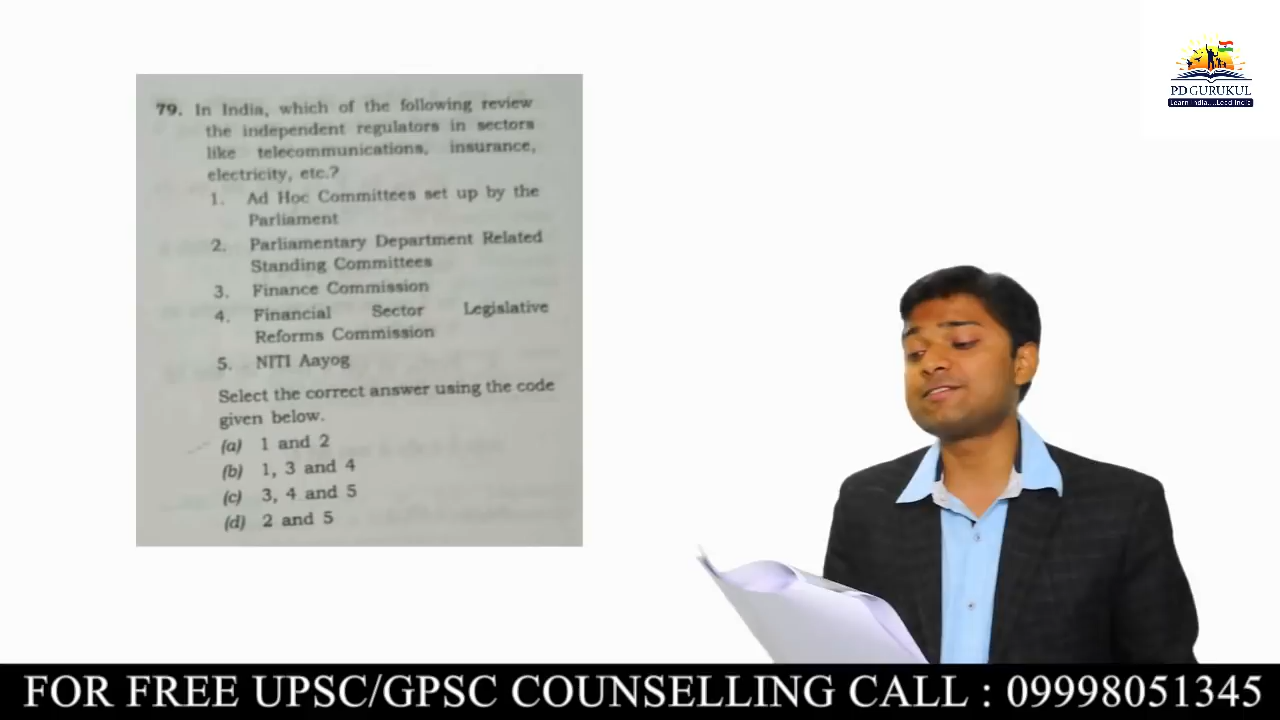 79. In India, which of the following review
the independent regulators in sectors
like telecommunications, insurance,
electricity, etc.?
1. Ad Hoc Committees set up by the
Parliament
2. Parliamentary Department Related
Standing Committees
3. Finance Commission
4. Financial Sector Legislative
Reforms Commission
5. NITI Aayog
Select the correct answer using the code
given below.
(a) 1 and 2
(b) 1, 3 and 4
(c) 3, 4 and 5
(d) 2 and 5
PD GURUKUL
Learn India....Lead India
FOR FREE UPSC/GPSC COUNSELLING CALL : 09998051345